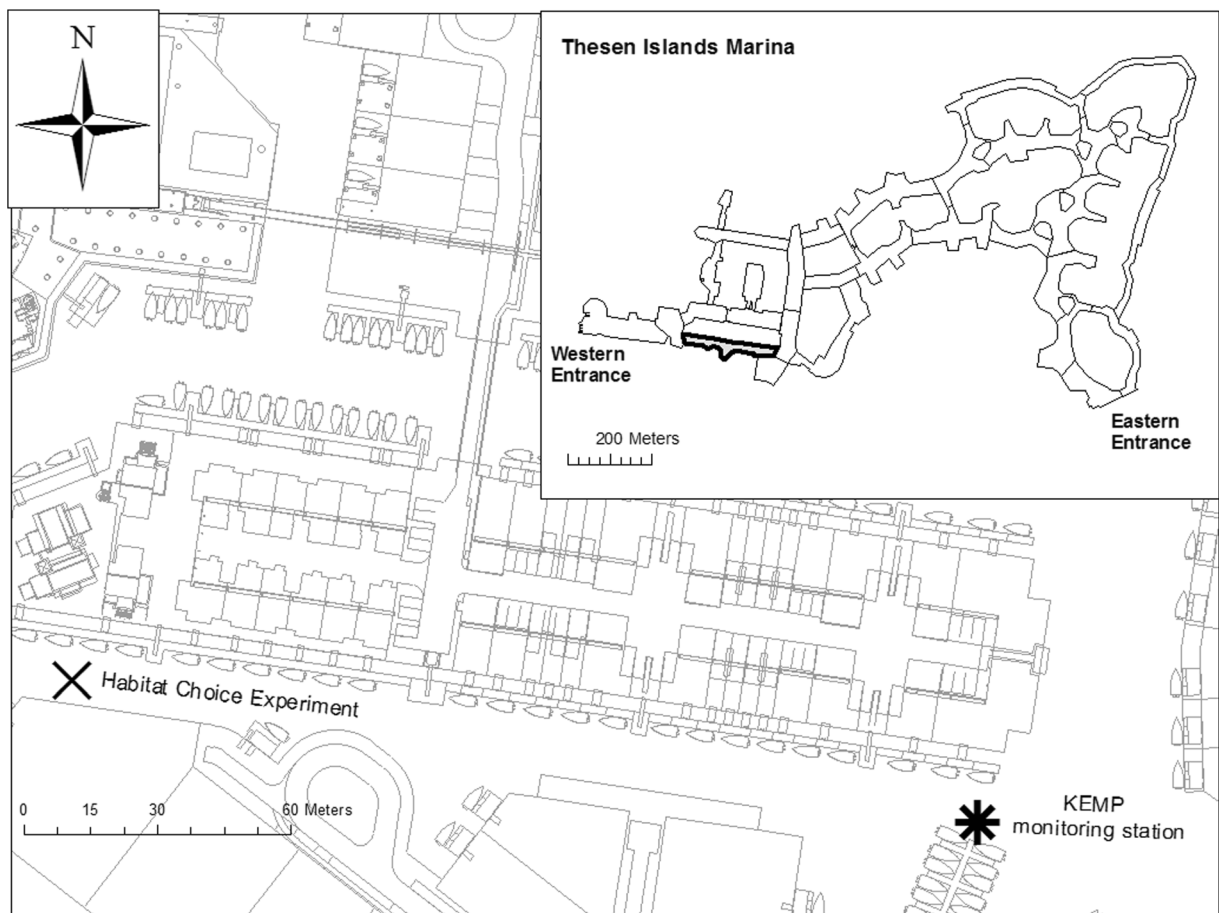 N
Thesen Islands Marina
Western
Entrance
Eastern
Entrance
200 Meters
Habitat Choice Experiment
0 15 30 60 Meters
KEMP
monitoring station